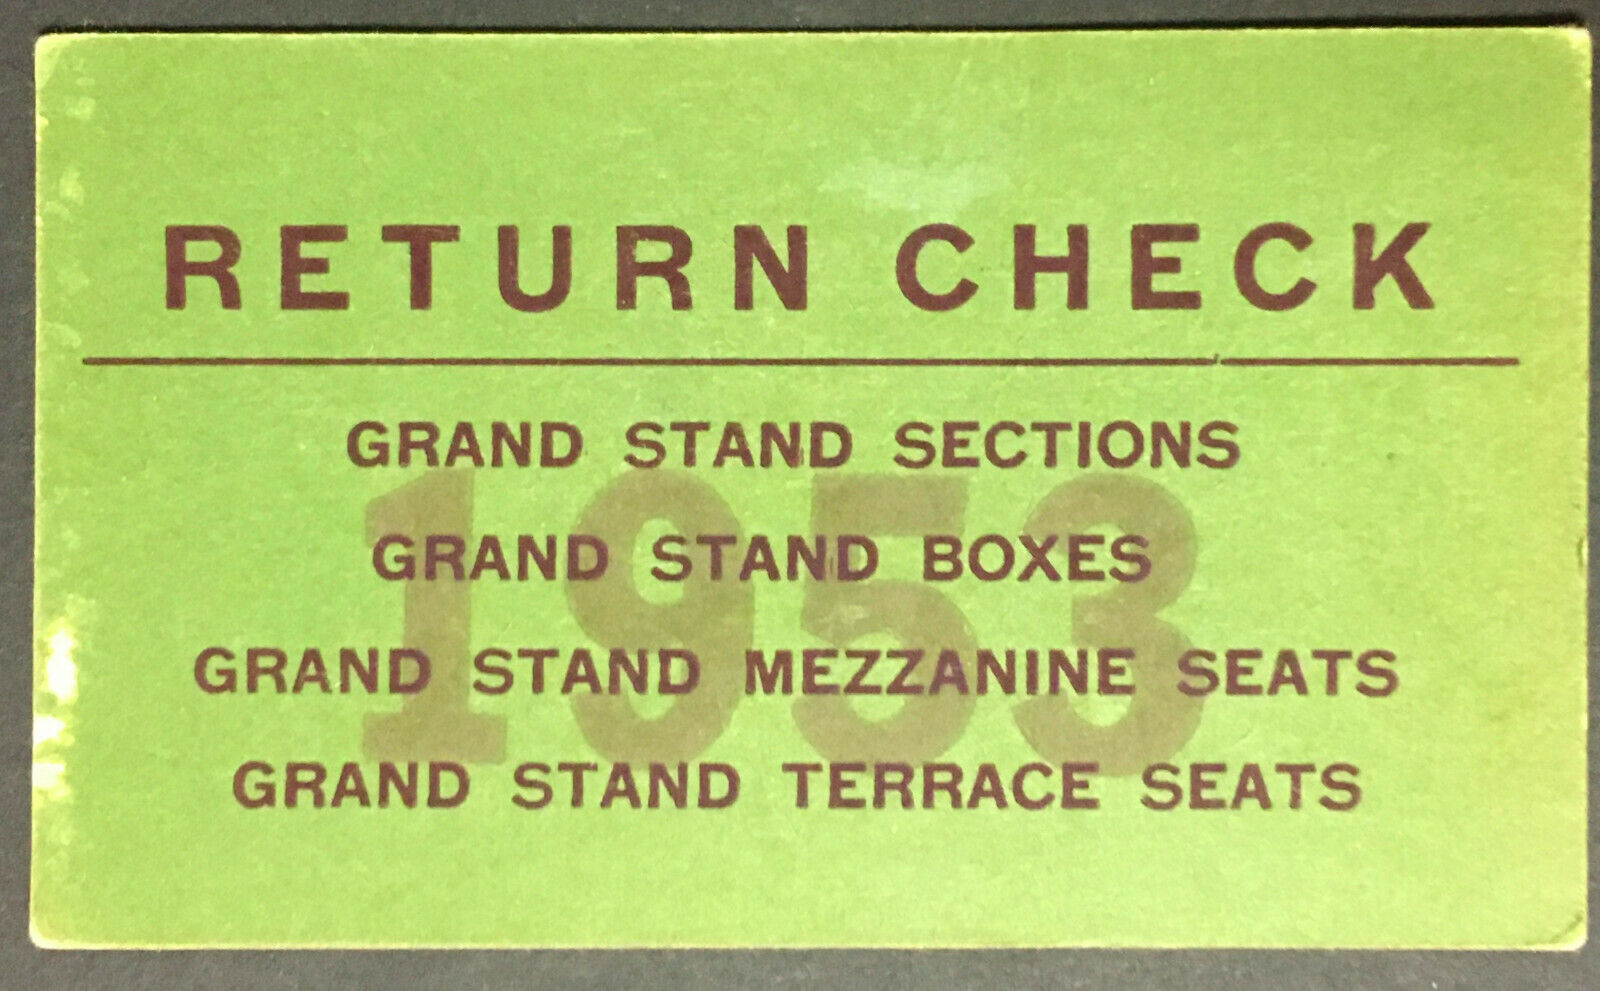 RETURN CHECK
GRAND STAND SECTIONS
1953
GRAND STAND BOXES
GRAND STAND MEZZANINE SEATS
GRAND STAND TERRACE SEATS